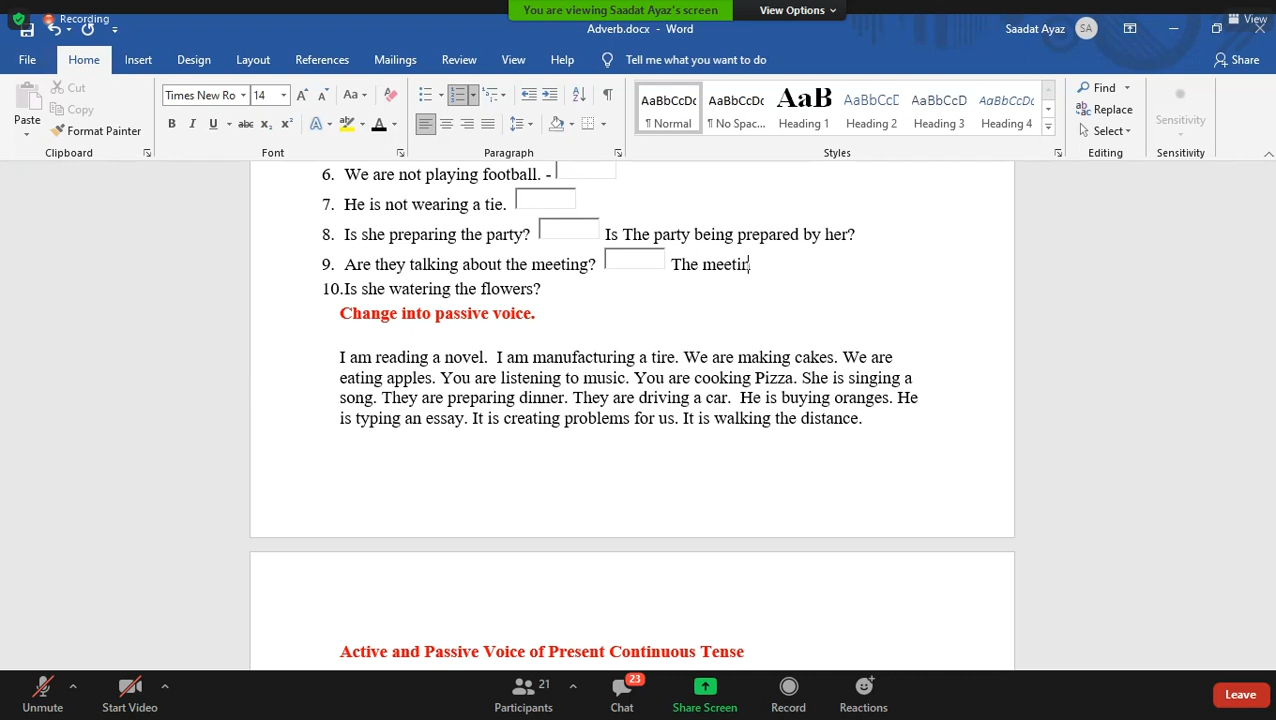 Recording
You are viewing Saadat Ayaz's screen
View Options
View
Adverb.docx - Word
Saadat Ayaz
SA
File
Home
Insert
Design
Layout
References
Mailings
Review
View
Help
Tell me what you want to do
Share
Paste
Cut
Copy
Format Painter
Clipboard
Times New Ro
14
Aa
B I U abc x₂ x²
A
A
Font
Paragraph
AaBbCcDc
¶ Normal
AaBbCcDc
¶ No Spac...
AaB
Heading 1
AaBbCcDc
Heading 2
AaBbCcDc
Heading 3
AaBbCcDc
Heading 4
Styles
Find
Replace
Select
Editing
Sensitivity
Sensitivity
6. We are not playing football. -
7. He is not wearing a tie.
8. Is she preparing the party? Is The party being prepared by her?
9. Are they talking about the meeting? The meetin
10.Is she watering the flowers?
Change into passive voice.
I am reading a novel. I am manufacturing a tire. We are making cakes. We are
eating apples. You are listening to music. You are cooking Pizza. She is singing a
song. They are preparing dinner. They are driving a car. He is buying oranges. He
is typing an essay. It is creating problems for us. It is walking the distance.
Active and Passive Voice of Present Continuous Tense
Unmute
Start Video
21
Participants
23
Chat
Share Screen
Record
Reactions
Leave